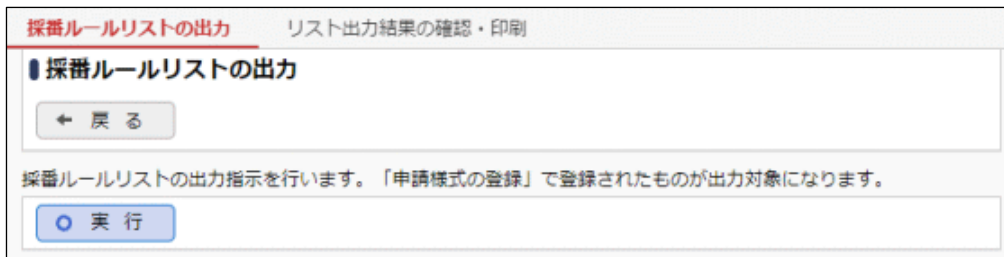 採番ルールリストの出力 リスト出力結果の確認・印刷
採番ルールリストの出力
戻る
採番ルールリストの出力指示を行います。「申請様式の登録」で登録されたものが出力対象になります。
実行